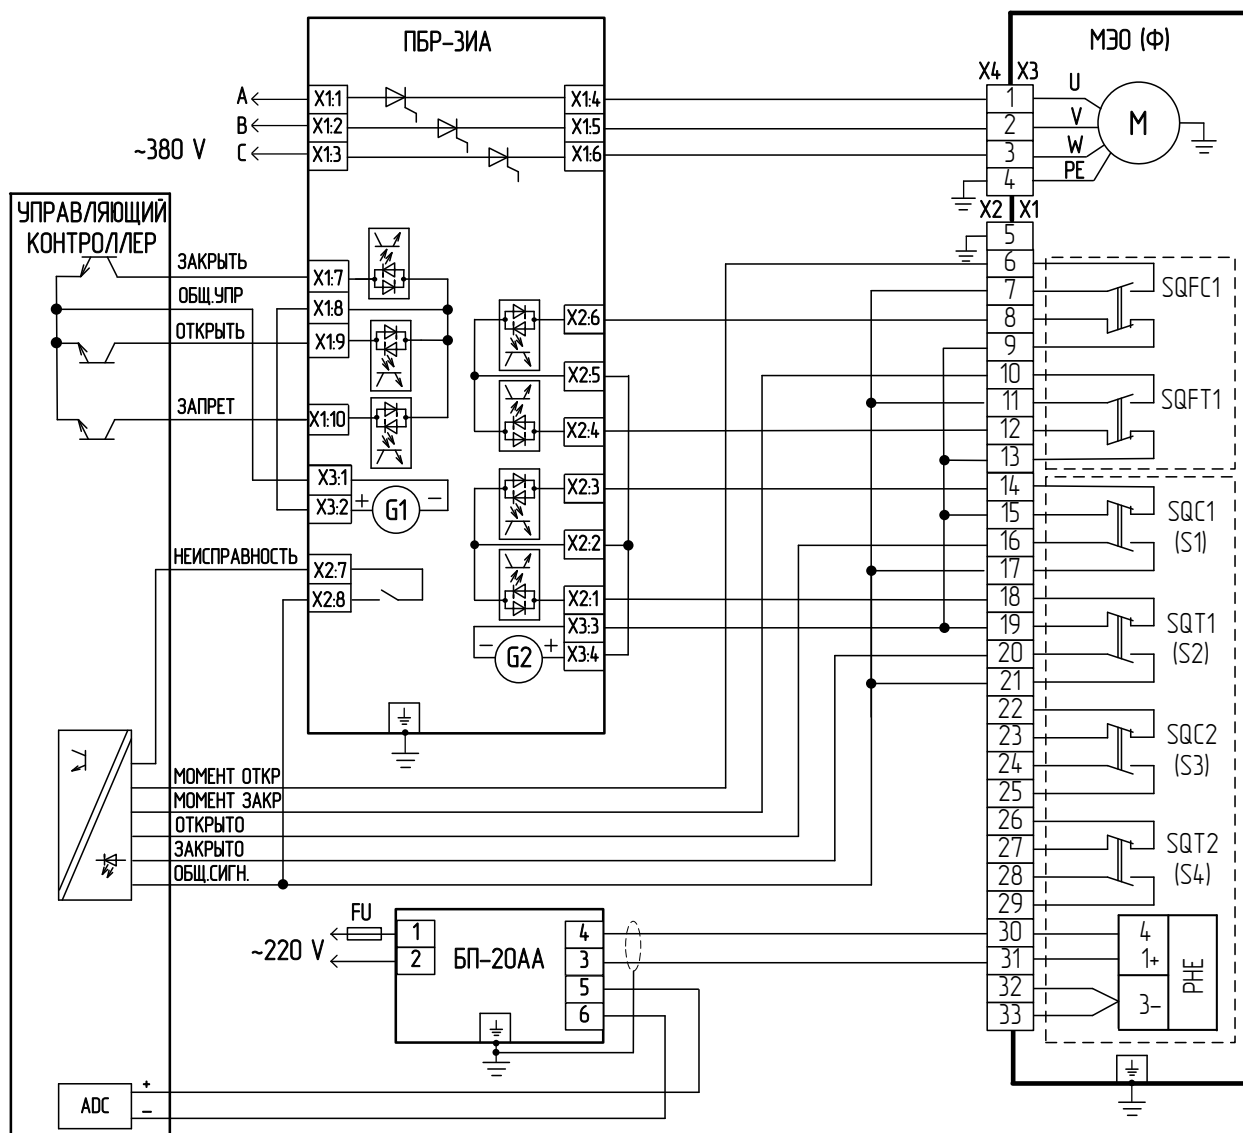 ПБР-3ИА
МЭО (Ф)
X4 X3
A X1:1 X1:4 1 U
B X1:2 X1:5 2 V M
~380 V C X1:3 X1:6 3 W
4 PE
X2 X1
УПРАВЛЯЮЩИЙ
КОНТРОЛЛЕР
5
6
ЗАКРЫТЬ X1:7 7 SQFC1
ОБЩ.УПР X1:8 X2:6 8
ОТКРЫТЬ X1:9 9
X2:5 10
ЗАПРЕТ X1:10 11 SQFT1
X2:4 12
13
X3:1 X2:3 14
X3:2 + G1 − 15 SQC1
X2:2 16 (S1)
НЕИСПРАВНОСТЬ X2:7 17
X2:8 X2:1 18
X3:3 19 SQT1
− G2 + X3:4 20 (S2)
21
22
23 SQC2
24 (S3)
МОМЕНТ ОТКР
МОМЕНТ ЗАКР 25
ОТКРЫТО 26
ЗАКРЫТО 27 SQT2
ОБЩ.СИГН. 28 (S4)
29
FU 1 4 30 4
~220 V 2 БП-20АА 3 31 1+ PHE
5 32
6 33 3−
ADC + −